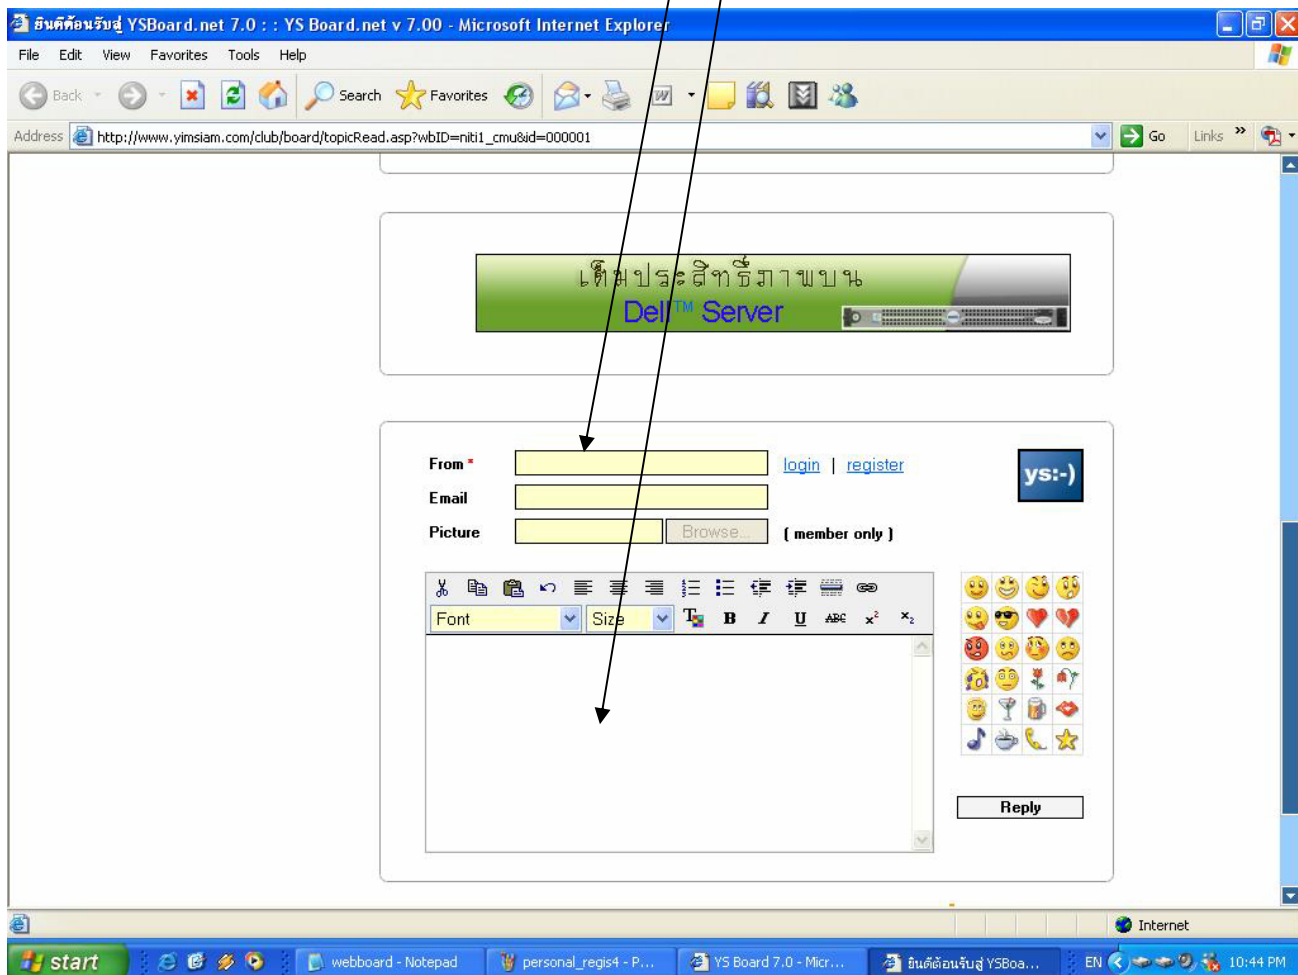 ยินดีต้อนรับสู่ YSBoard.net 7.0 : : YS Board.net v 7.00 - Microsoft Internet Explorer
File Edit View Favorites Tools Help
Back Search Favorites
Address http://www.yimsiam.com/club/board/topicRead.asp?wbID=niti1_cmu&id=000001 Go Links »
เต็มประสิทธิ์ภาพบน
Dell™ Server
From * login | register
ys:-)
Email
Picture Browse... ( member only )
Font Size B I U ABC x² x₂
Reply
Internet
start webboard - Notepad personal_regis4 - P... YS Board 7.0 - Micr... ยินดีต้อนรับสู่ YSBoa... EN 10:44 PM